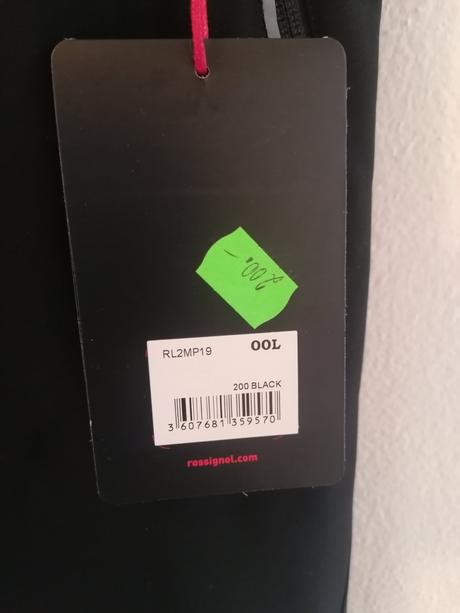 200.-
RL2MP19
OOL
200 BLACK
3 607681 359570
rossignol.com